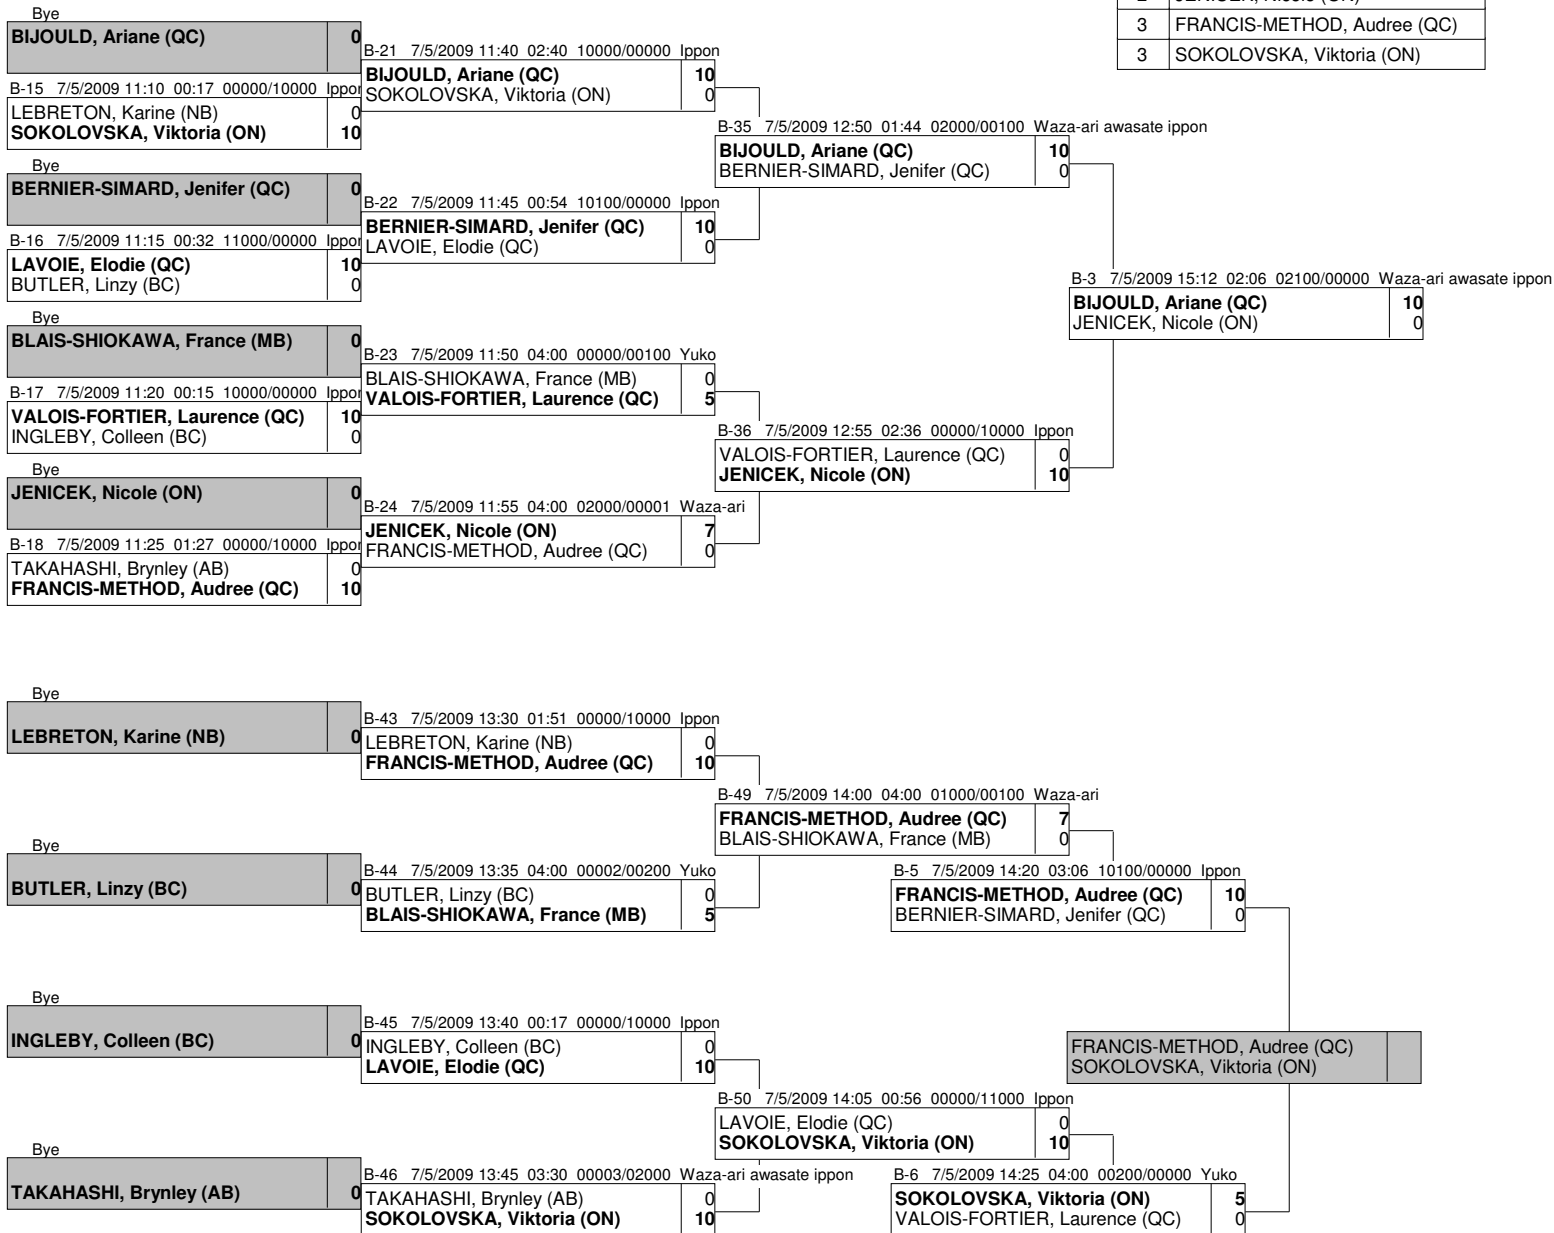 2 JENICEK, Nicole (ON)
3 FRANCIS-METHOD, Audree (QC)
3 SOKOLOVSKA, Viktoria (ON)
Bye
BIJOULD, Ariane (QC) 0
B-15 7/5/2009 11:10 00:17 00000/10000 Ippon
LEBRETON, Karine (NB) 0
SOKOLOVSKA, Viktoria (ON) 10
Bye
BERNIER-SIMARD, Jenifer (QC) 0
B-16 7/5/2009 11:15 00:32 11000/00000 Ippon
LAVOIE, Elodie (QC) 10
BUTLER, Linzy (BC) 0
Bye
BLAIS-SHIOKAWA, France (MB) 0
B-17 7/5/2009 11:20 00:15 10000/00000 Ippon
VALOIS-FORTIER, Laurence (QC) 10
INGLEBY, Colleen (BC) 0
Bye
JENICEK, Nicole (ON) 0
B-18 7/5/2009 11:25 01:27 00000/10000 Ippon
TAKAHASHI, Brynley (AB) 0
FRANCIS-METHOD, Audree (QC) 10
B-21 7/5/2009 11:40 02:40 10000/00000 Ippon
BIJOULD, Ariane (QC) 10
SOKOLOVSKA, Viktoria (ON) 0
B-22 7/5/2009 11:45 00:54 10100/00000 Ippon
BERNIER-SIMARD, Jenifer (QC) 10
LAVOIE, Elodie (QC) 0
B-23 7/5/2009 11:50 04:00 00000/00100 Yuko
BLAIS-SHIOKAWA, France (MB) 0
VALOIS-FORTIER, Laurence (QC) 5
B-24 7/5/2009 11:55 04:00 02000/00001 Waza-ari
JENICEK, Nicole (ON) 7
FRANCIS-METHOD, Audree (QC) 0
B-35 7/5/2009 12:50 01:44 02000/00100 Waza-ari awasate ippon
BIJOULD, Ariane (QC) 10
BERNIER-SIMARD, Jenifer (QC) 0
B-36 7/5/2009 12:55 02:36 00000/10000 Ippon
VALOIS-FORTIER, Laurence (QC) 0
JENICEK, Nicole (ON) 10
B-3 7/5/2009 15:12 02:06 02100/00000 Waza-ari awasate ippon
BIJOULD, Ariane (QC) 10
JENICEK, Nicole (ON) 0
Bye
LEBRETON, Karine (NB) 0
Bye
BUTLER, Linzy (BC) 0
Bye
INGLEBY, Colleen (BC) 0
Bye
TAKAHASHI, Brynley (AB) 0
B-43 7/5/2009 13:30 01:51 00000/10000 Ippon
LEBRETON, Karine (NB) 0
FRANCIS-METHOD, Audree (QC) 10
B-44 7/5/2009 13:35 04:00 00002/00200 Yuko
BUTLER, Linzy (BC) 0
BLAIS-SHIOKAWA, France (MB) 5
B-45 7/5/2009 13:40 00:17 00000/10000 Ippon
INGLEBY, Colleen (BC) 0
LAVOIE, Elodie (QC) 10
B-46 7/5/2009 13:45 03:30 00003/02000 Waza-ari awasate ippon
TAKAHASHI, Brynley (AB) 0
SOKOLOVSKA, Viktoria (ON) 10
B-49 7/5/2009 14:00 04:00 01000/00100 Waza-ari
FRANCIS-METHOD, Audree (QC) 7
BLAIS-SHIOKAWA, France (MB) 0
B-50 7/5/2009 14:05 00:56 00000/11000 Ippon
LAVOIE, Elodie (QC) 0
SOKOLOVSKA, Viktoria (ON) 10
B-5 7/5/2009 14:20 03:06 10100/00000 Ippon
FRANCIS-METHOD, Audree (QC) 10
BERNIER-SIMARD, Jenifer (QC) 0
B-6 7/5/2009 14:25 04:00 00200/00000 Yuko
SOKOLOVSKA, Viktoria (ON) 5
VALOIS-FORTIER, Laurence (QC) 0
FRANCIS-METHOD, Audree (QC)
SOKOLOVSKA, Viktoria (ON)